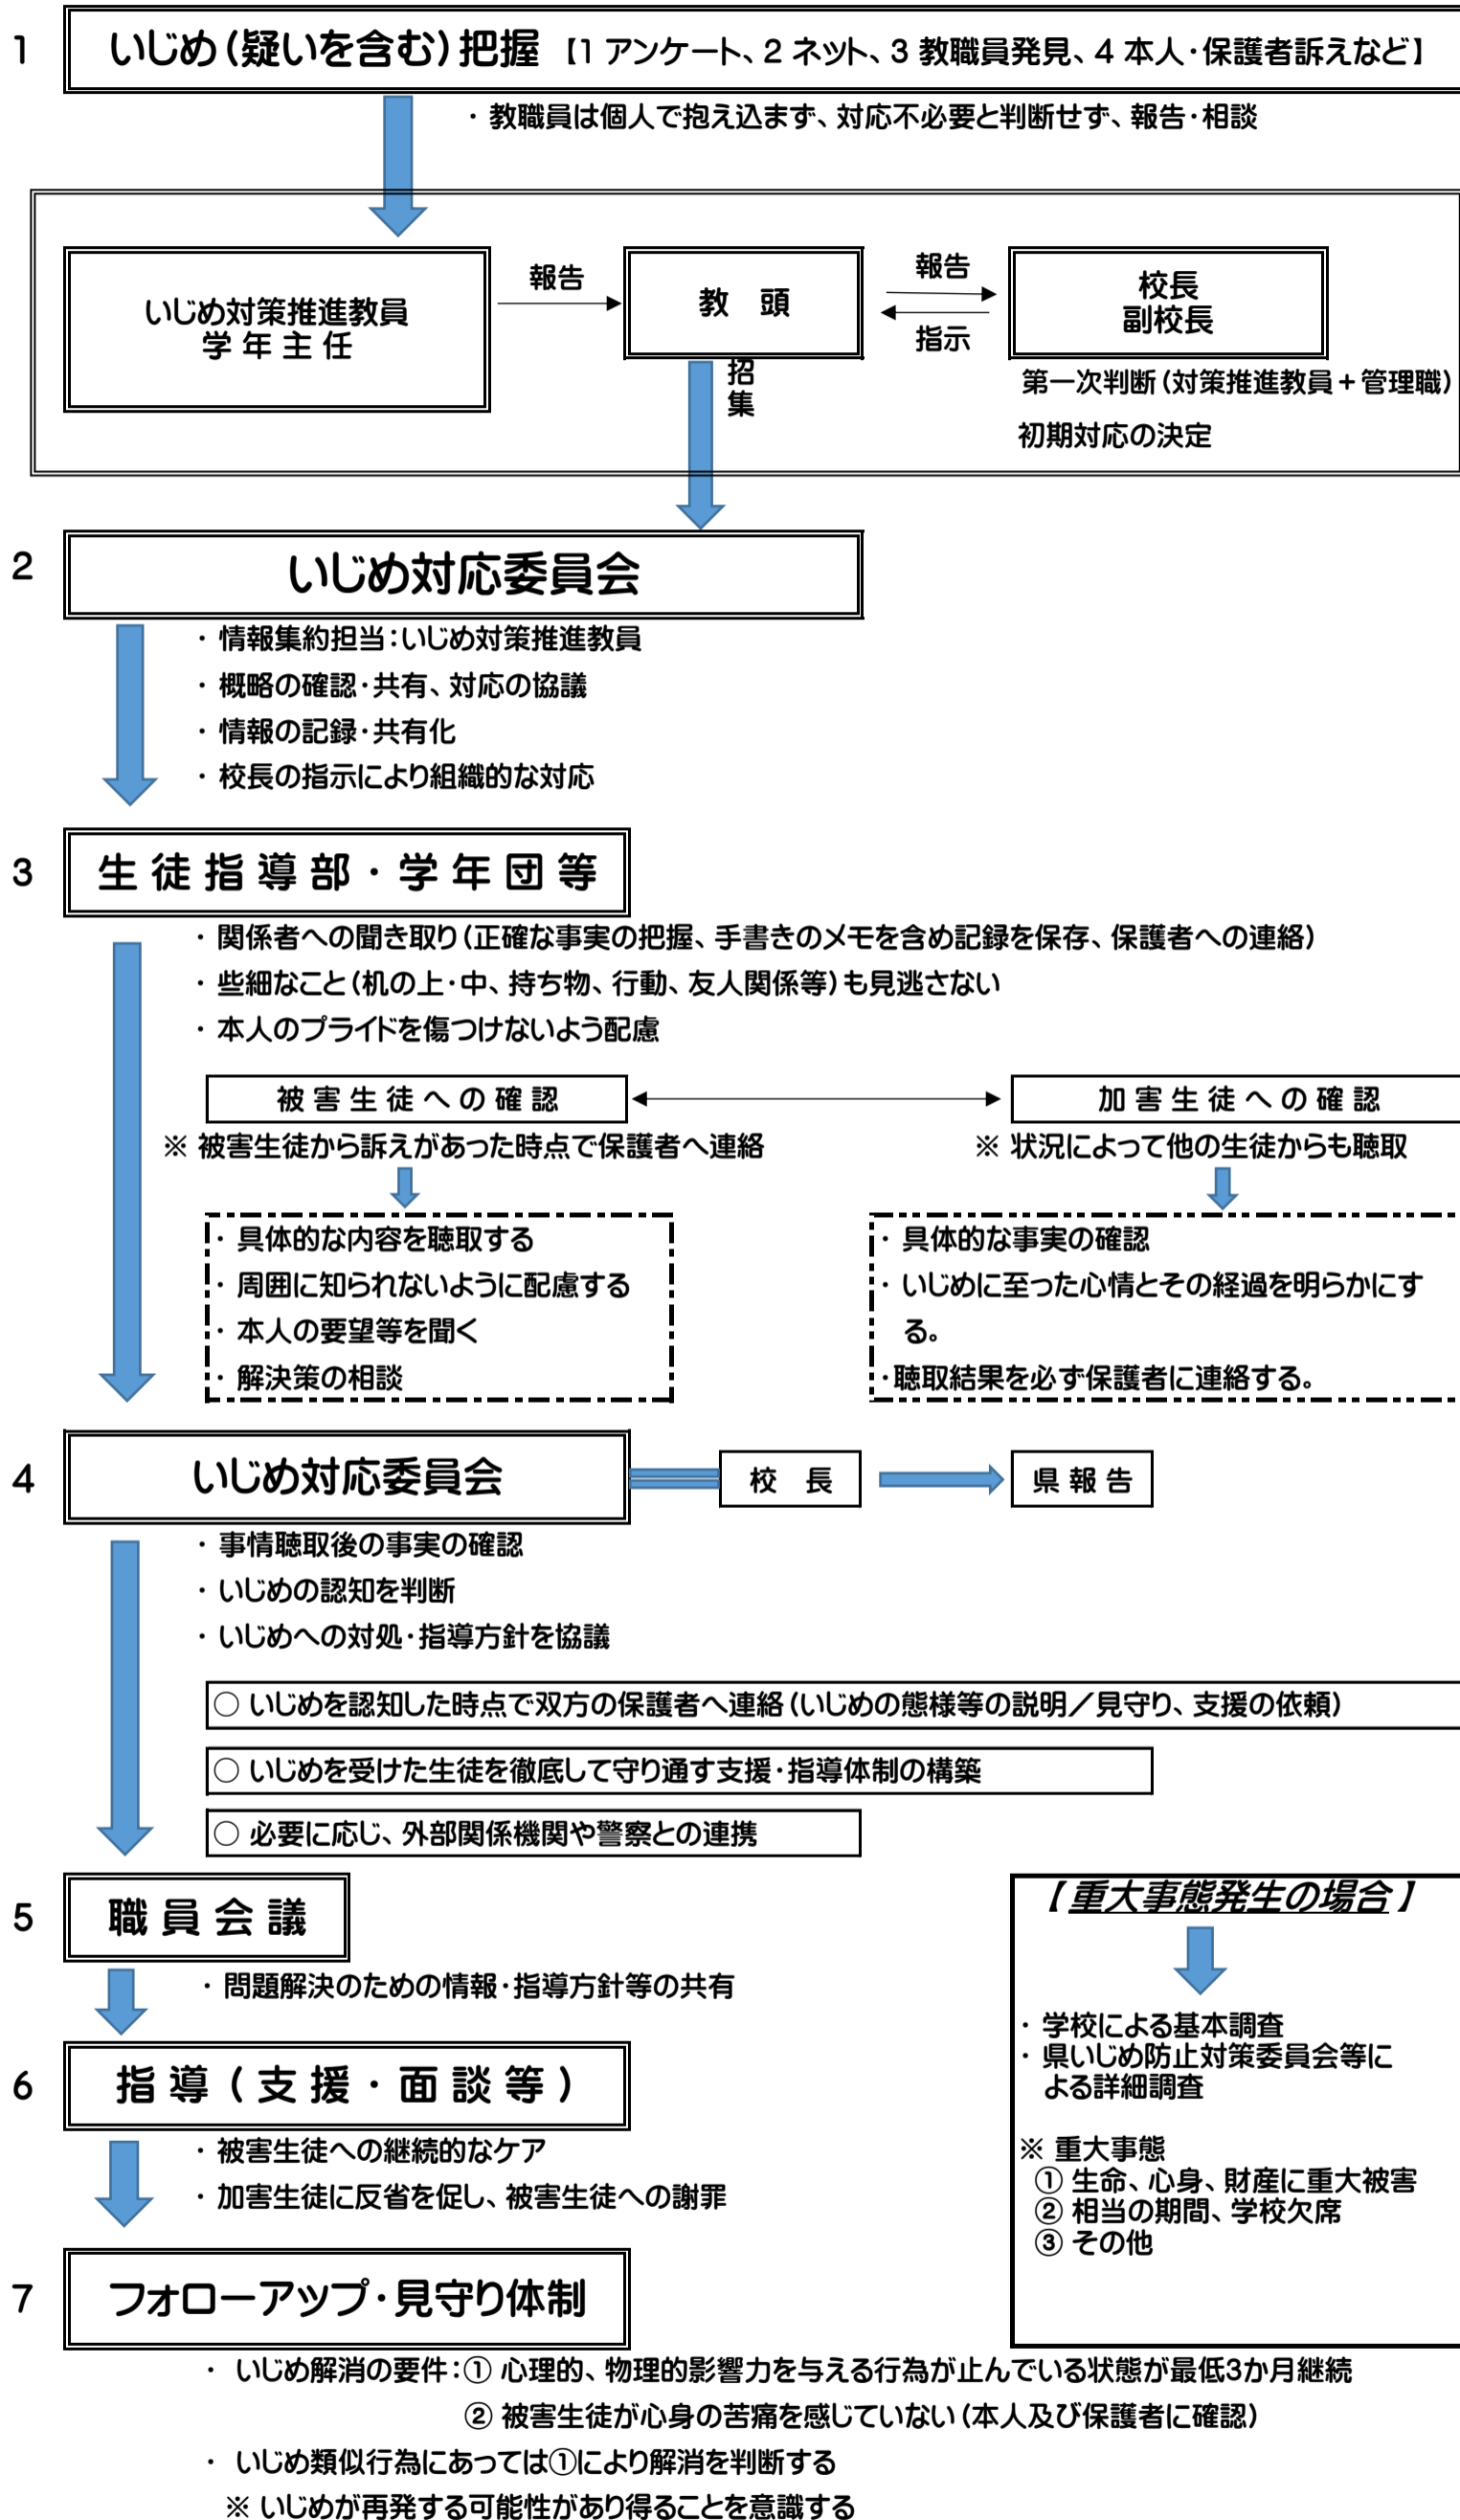 1 いじめ（疑いを含む）把握 【1 アンケート、2 ネット、3 教職員発見、4 本人・保護者訴えなど】
・ 教職員は個人で抱え込まず、対応不必要と判断せず、報告・相談
いじめ対策推進教員
学 年 主 任
報告
教　頭
報告
指示
校長
副校長
招
集
第一次判断（対策推進教員＋管理職）
初期対応の決定
2 いじめ対応委員会
・ 情報集約担当：いじめ対策推進教員
・ 概略の確認・共有、対応の協議
・ 情報の記録・共有化
・ 校長の指示により組織的な対応
3 生 徒 指 導 部 ・ 学 年 団 等
・ 関係者への聞き取り（正確な事実の把握、手書きのメモを含め記録を保存、保護者への連絡）
・ 些細なこと（机の上・中、持ち物、行動、友人関係等）も見逃さない
・ 本人のプライドを傷つけないよう配慮
被 害 生 徒 へ の 確 認
加 害 生 徒 へ の 確 認
※ 被害生徒から訴えがあった時点で保護者へ連絡
※ 状況によって他の生徒からも聴取
・ 具体的な内容を聴取する
・ 周囲に知られないように配慮する
・ 本人の要望等を聞く
・ 解決策の相談
・ 具体的な事実の確認
・ いじめに至った心情とその経過を明らかにす
る。
・聴取結果を必ず保護者に連絡する。
4 いじめ対応委員会
校　長
県 報 告
・ 事情聴取後の事実の確認
・ いじめの認知を判断
・ いじめへの対処・指導方針を協議
○ いじめを認知した時点で双方の保護者へ連絡（いじめの態様等の説明／見守り、支援の依頼）
○ いじめを受けた生徒を徹底して守り通す支援・指導体制の構築
○ 必要に応じ、外部関係機関や警察との連携
5 職 員 会 議
・ 問題解決のための情報・指導方針等の共有
6 指 導 （ 支 援 ・ 面 談 等 ）
・ 被害生徒への継続的なケア
・ 加害生徒に反省を促し、被害生徒への謝罪
【 重大事態発生の場合 】
・ 学校による基本調査
・ 県いじめ防止対策委員会等に
よる詳細調査
※ 重大事態
① 生命、心身、財産に重大被害
② 相当の期間、学校欠席
③ その他
7 フォローアップ・見守り体制
・ いじめ解消の要件：① 心理的、物理的影響力を与える行為が止んでいる状態が最低3か月継続
② 被害生徒が心身の苦痛を感じていない（本人及び保護者に確認）
・ いじめ類似行為にあっては①により解消を判断する
※ いじめが再発する可能性があり得ることを意識する